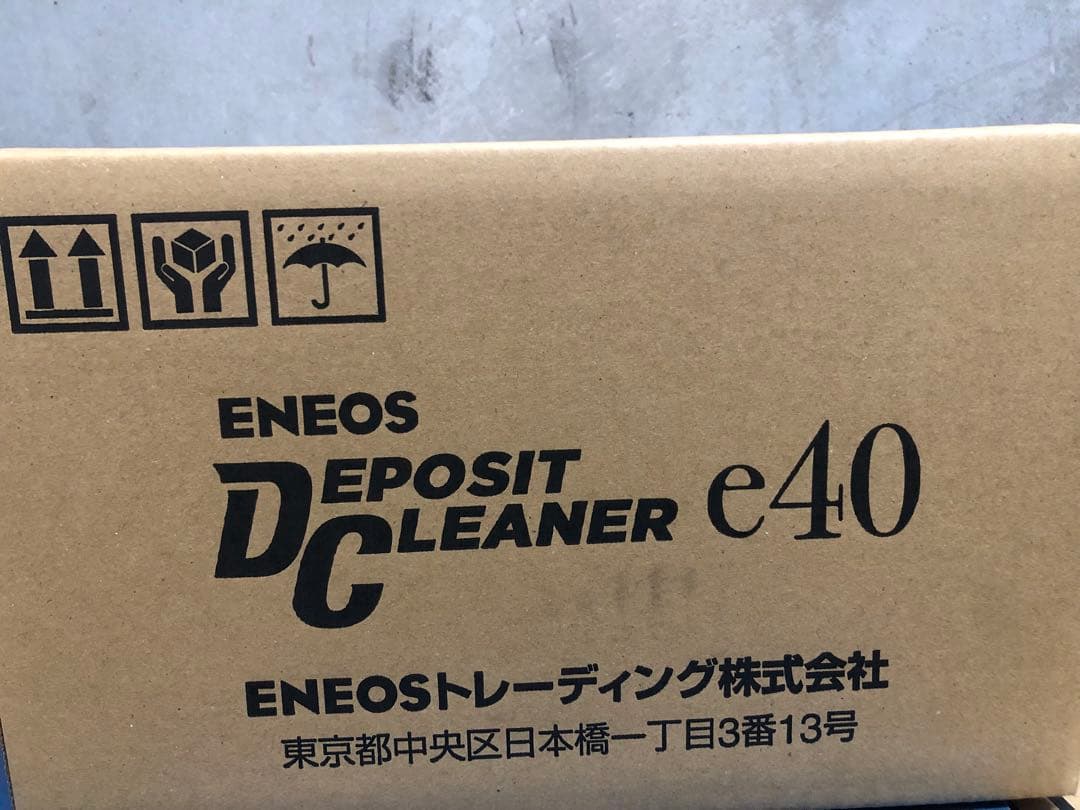 ENEOS
DEPOSIT e40
CLEANER
ENEOSトレーディング株式会社
東京都中央区日本橋一丁目3番13号